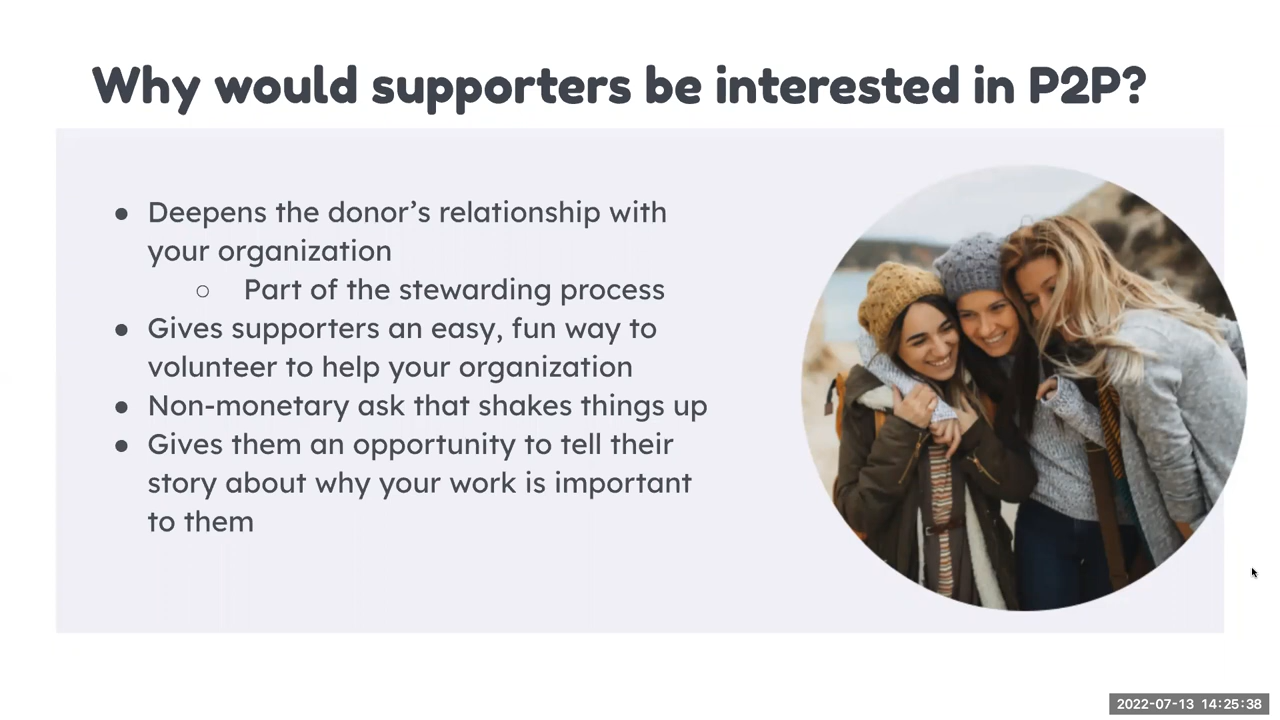 Why would supporters be interested in P2P?
● Deepens the donor’s relationship with
your organization
○ Part of the stewarding process
● Gives supporters an easy, fun way to
volunteer to help your organization
● Non-monetary ask that shakes things up
● Gives them an opportunity to tell their
story about why your work is important
to them
2022-07-13 14:25:38